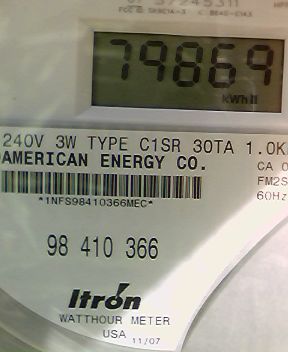 79869
kWh
240V 3W TYPE C1SR 30TA 1.0K
AMERICAN ENERGY CO.
CA 0
FM2S
60Hz
*1NFS98410366MEC*
98 410 366
Itron
WATTHOUR METER
USA 11/07